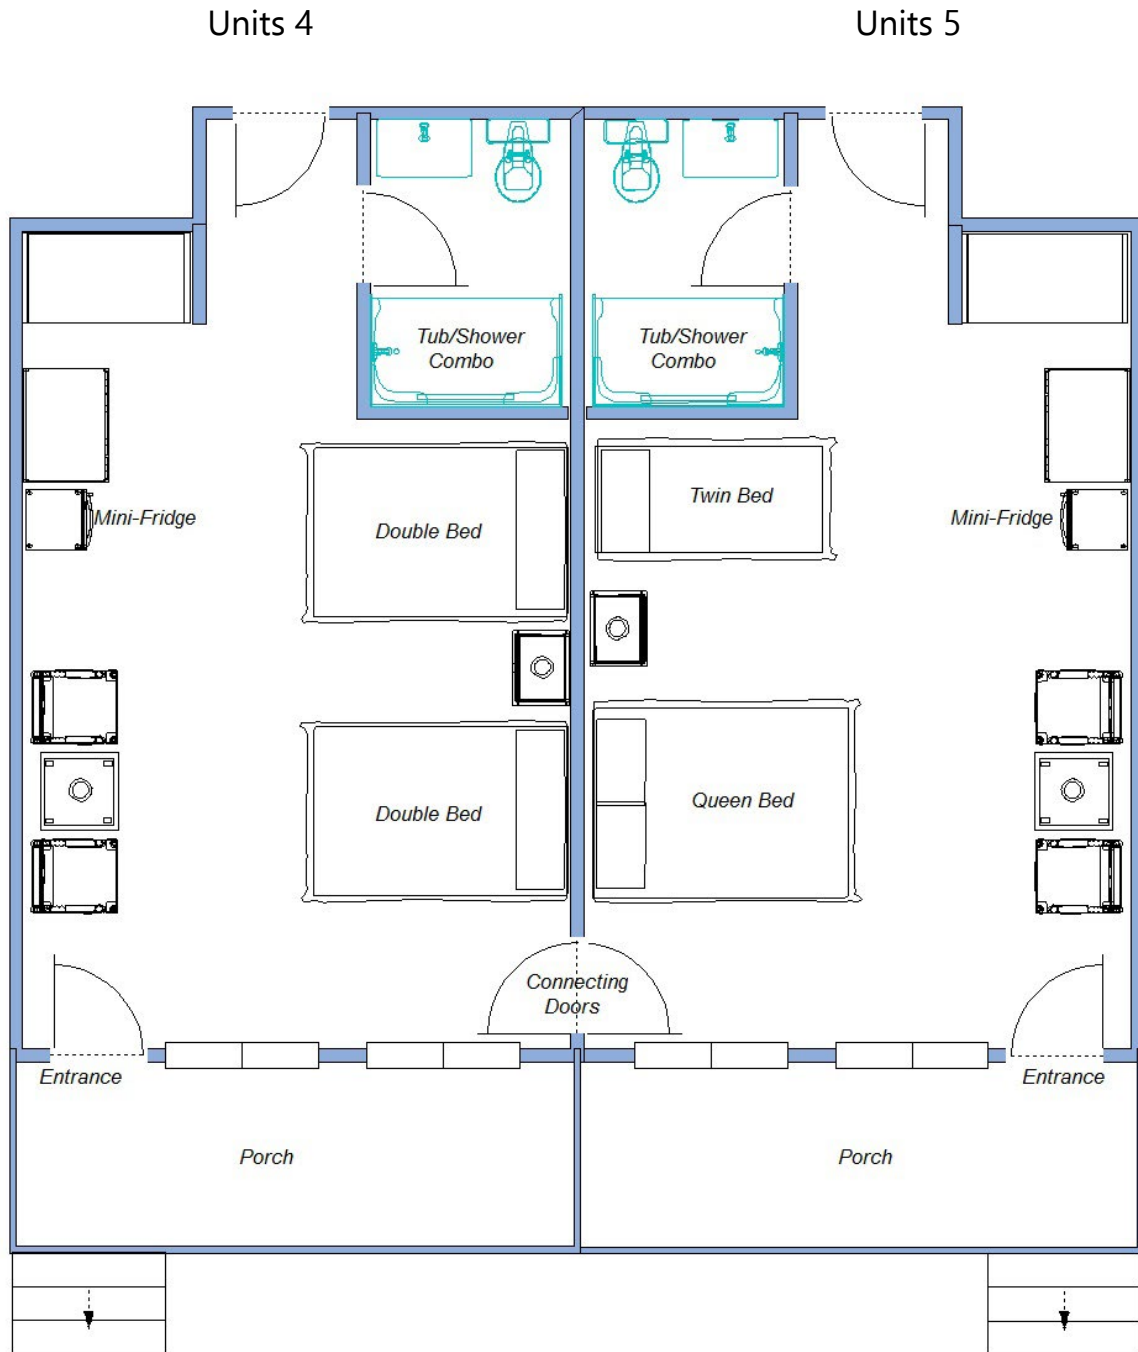 Units 4
Units 5
Tub/Shower
Combo
Tub/Shower
Combo
Mini-Fridge
Double Bed
Twin Bed
Mini-Fridge
Double Bed
Queen Bed
Connecting
Doors
Entrance
Entrance
Porch
Porch